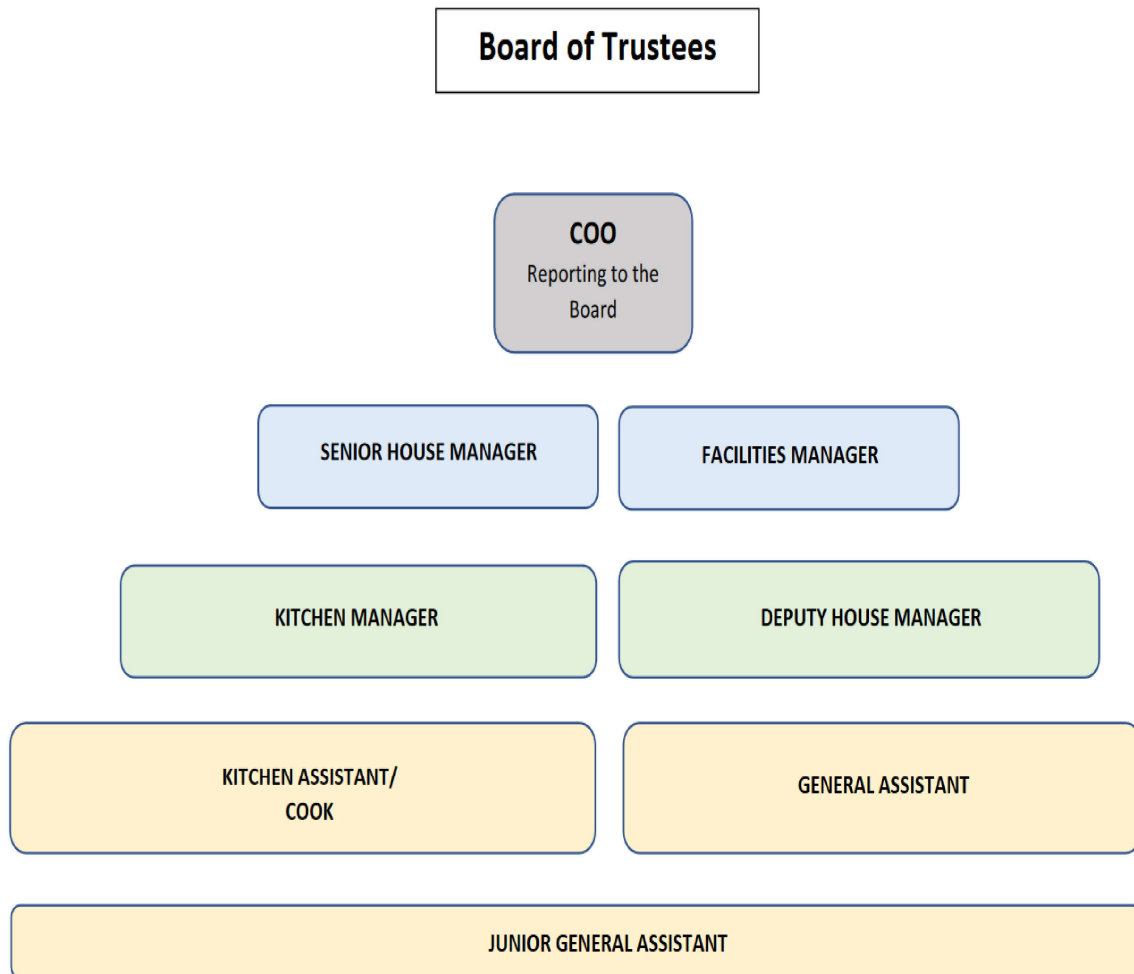 Board of Trustees
COO
Reporting to the
Board
SENIOR HOUSE MANAGER
FACILITIES MANAGER
KITCHEN MANAGER
DEPUTY HOUSE MANAGER
KITCHEN ASSISTANT/
COOK
GENERAL ASSISTANT
JUNIOR GENERAL ASSISTANT